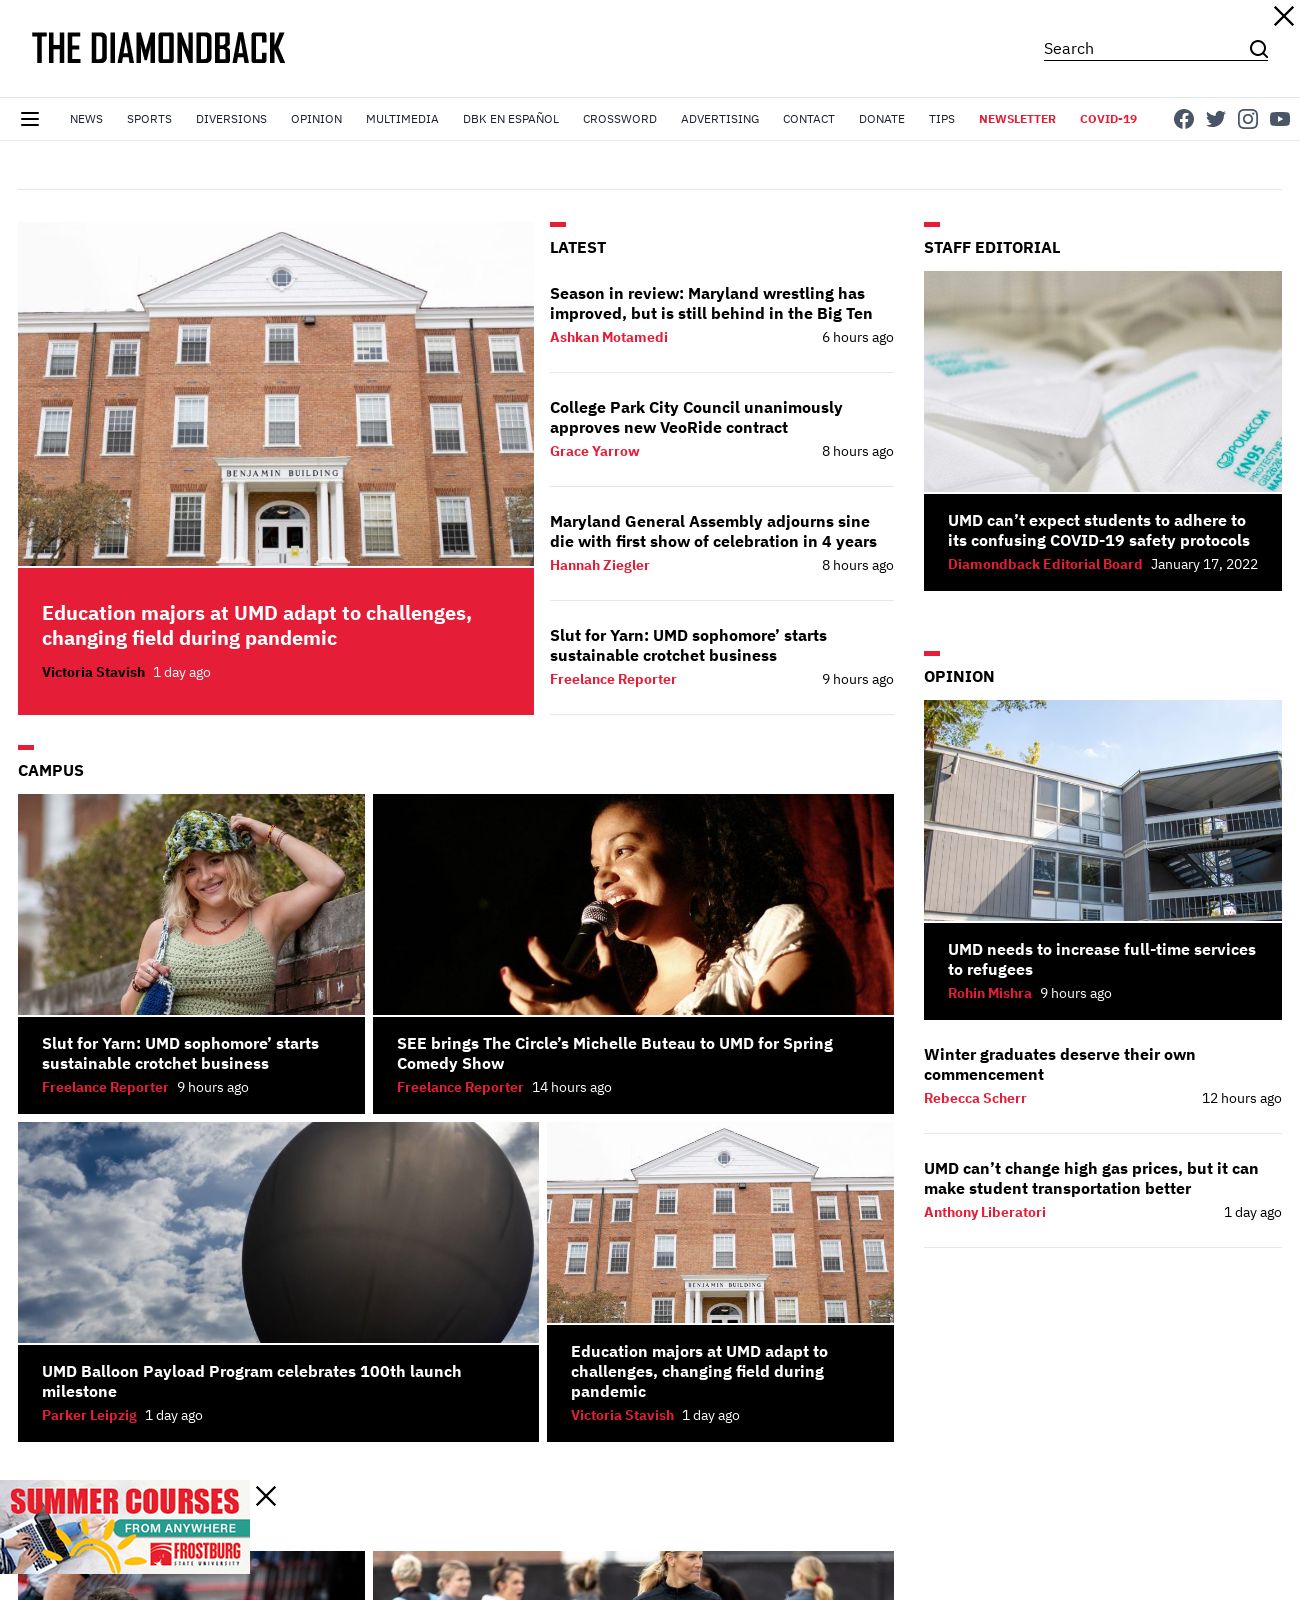 THE DIAMONDBACK
Search
NEWS SPORTS DIVERSIONS OPINION MULTIMEDIA DBK EN ESPAÑOL CROSSWORD ADVERTISING CONTACT DONATE TIPS NEWSLETTER COVID-19
BENJAMIN BUILDING
Education majors at UMD adapt to challenges,
changing field during pandemic
Victoria Stavish 1 day ago
LATEST
Season in review: Maryland wrestling has
improved, but is still behind in the Big Ten
Ashkan Motamedi 6 hours ago
College Park City Council unanimously
approves new VeoRide contract
Grace Yarrow 8 hours ago
Maryland General Assembly adjourns sine
die with first show of celebration in 4 years
Hannah Ziegler 8 hours ago
Slut for Yarn: UMD sophomore’ starts
sustainable crotchet business
Freelance Reporter 9 hours ago
STAFF EDITORIAL
POWECOM
KN95
UMD can’t expect students to adhere to
its confusing COVID-19 safety protocols
Diamondback Editorial Board January 17, 2022
OPINION
UMD needs to increase full-time services
to refugees
Rohin Mishra 9 hours ago
Winter graduates deserve their own
commencement
Rebecca Scherr 12 hours ago
UMD can’t change high gas prices, but it can
make student transportation better
Anthony Liberatori 1 day ago
CAMPUS
Slut for Yarn: UMD sophomore’ starts
sustainable crotchet business
Freelance Reporter 9 hours ago
SEE brings The Circle’s Michelle Buteau to UMD for Spring
Comedy Show
Freelance Reporter 14 hours ago
UMD Balloon Payload Program celebrates 100th launch
milestone
Parker Leipzig 1 day ago
BENJAMIN BUILDING
Education majors at UMD adapt to
challenges, changing field during
pandemic
Victoria Stavish 1 day ago
SUMMER COURSES
FROM ANYWHERE
FROSTBURG
STATE UNIVERSITY